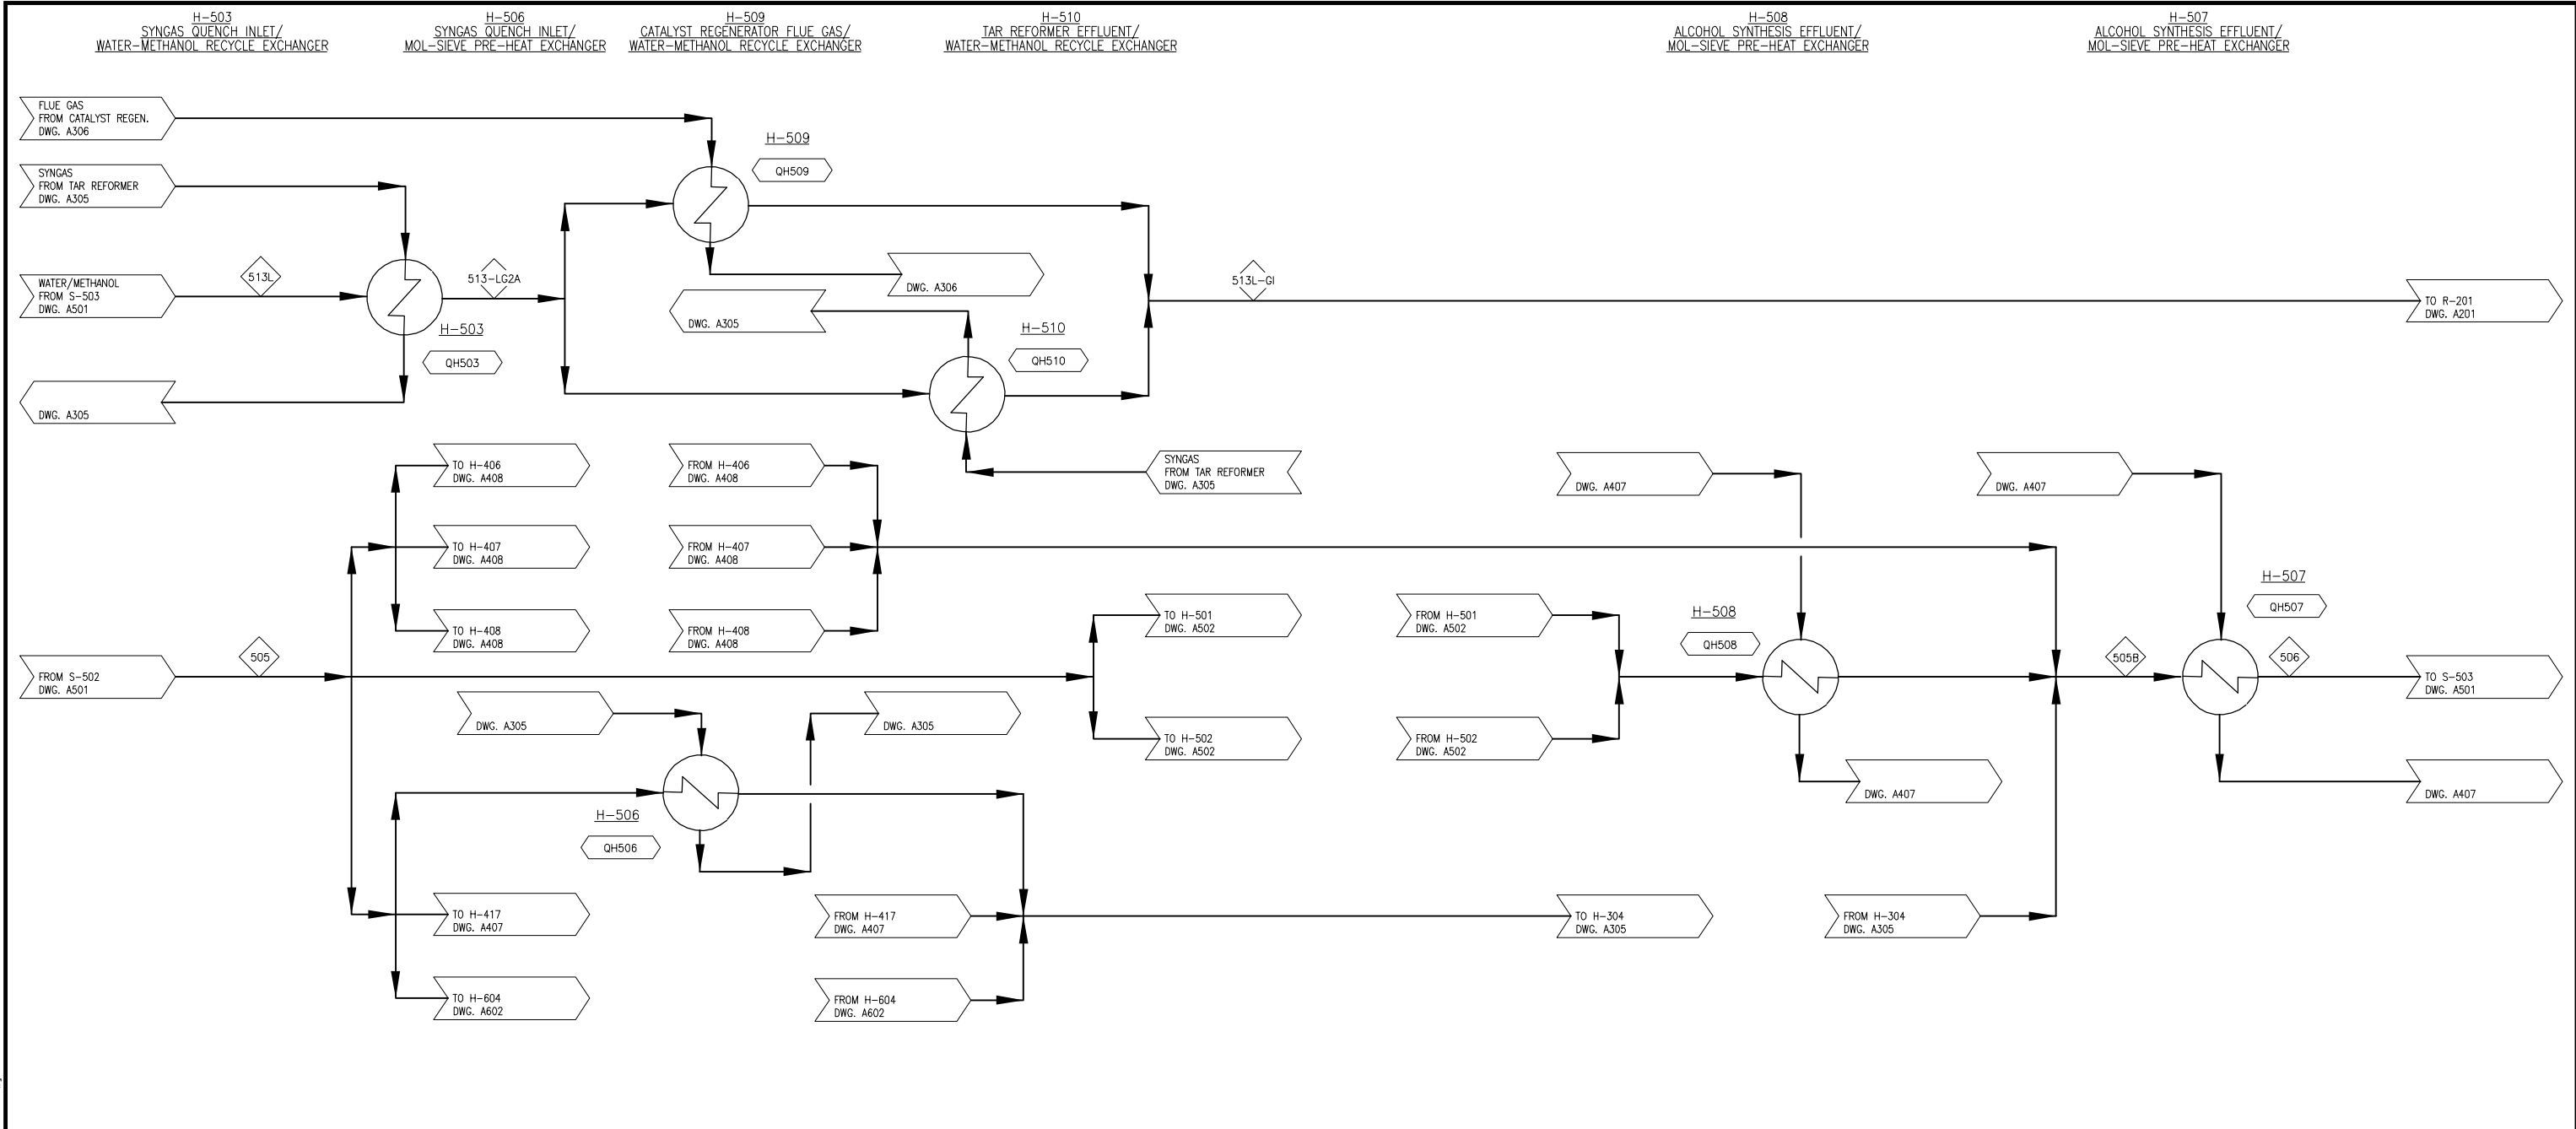 H-503
SYNGAS QUENCH INLET/
WATER-METHANOL RECYCLE EXCHANGER
H-506
SYNGAS QUENCH INLET/
MOL-SIEVE PRE-HEAT EXCHANGER
H-509
CATALYST REGENERATOR FLUE GAS/
WATER-METHANOL RECYCLE EXCHANGER
H-510
TAR REFORMER EFFLUENT/
WATER-METHANOL RECYCLE EXCHANGER
H-508
ALCOHOL SYNTHESIS EFFLUENT/
MOL-SIEVE PRE-HEAT EXCHANGER
H-507
ALCOHOL SYNTHESIS EFFLUENT/
MOL-SIEVE PRE-HEAT EXCHANGER
FLUE GAS
FROM CATALYST REGEN.
DWG. A306
H-509
QH509
SYNGAS
FROM TAR REFORMER
DWG. A305
WATER/METHANOL
FROM S-503
DWG. A501
513L
513-LG2A
DWG. A306
513L-GI
TO R-201
DWG. A201
H-503
QH503
DWG. A305
H-510
QH510
DWG. A305
TO H-406
DWG. A408
FROM H-406
DWG. A408
SYNGAS
FROM TAR REFORMER
DWG. A305
DWG. A407
DWG. A407
TO H-407
DWG. A408
FROM H-407
DWG. A408
H-507
QH507
TO H-408
DWG. A408
FROM H-408
DWG. A408
TO H-501
DWG. A502
FROM H-501
DWG. A502
H-508
QH508
FROM S-502
DWG. A501
505
505B
506
TO S-503
DWG. A501
DWG. A305
DWG. A305
TO H-502
DWG. A502
FROM H-502
DWG. A502
DWG. A407
DWG. A407
H-506
QH506
TO H-417
DWG. A407
FROM H-417
DWG. A407
TO H-304
DWG. A305
FROM H-304
DWG. A305
TO H-604
DWG. A602
FROM H-604
DWG. A602